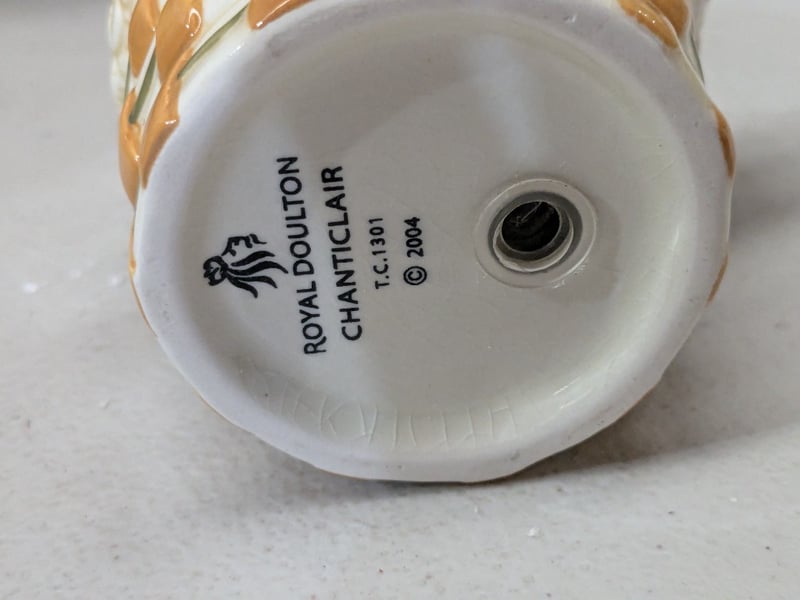 ROYAL DOULTON
CHANTICLAIR
T.C.1301
© 2004